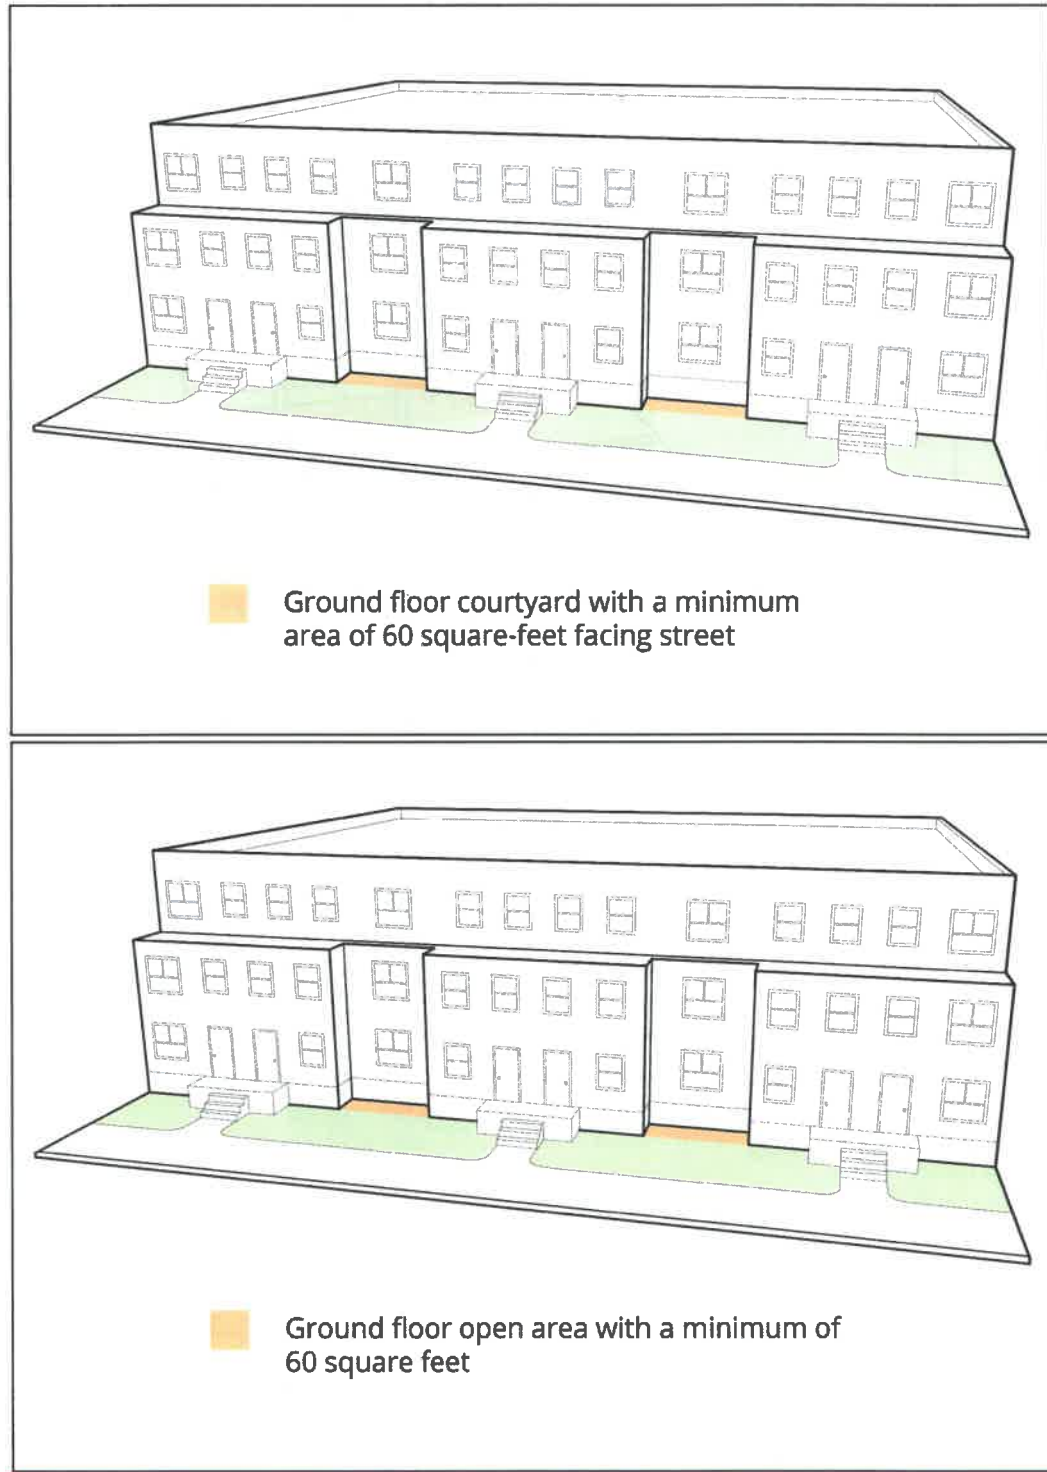 Ground floor courtyard with a minimum
area of 60 square-feet facing street
Ground floor open area with a minimum of
60 square feet